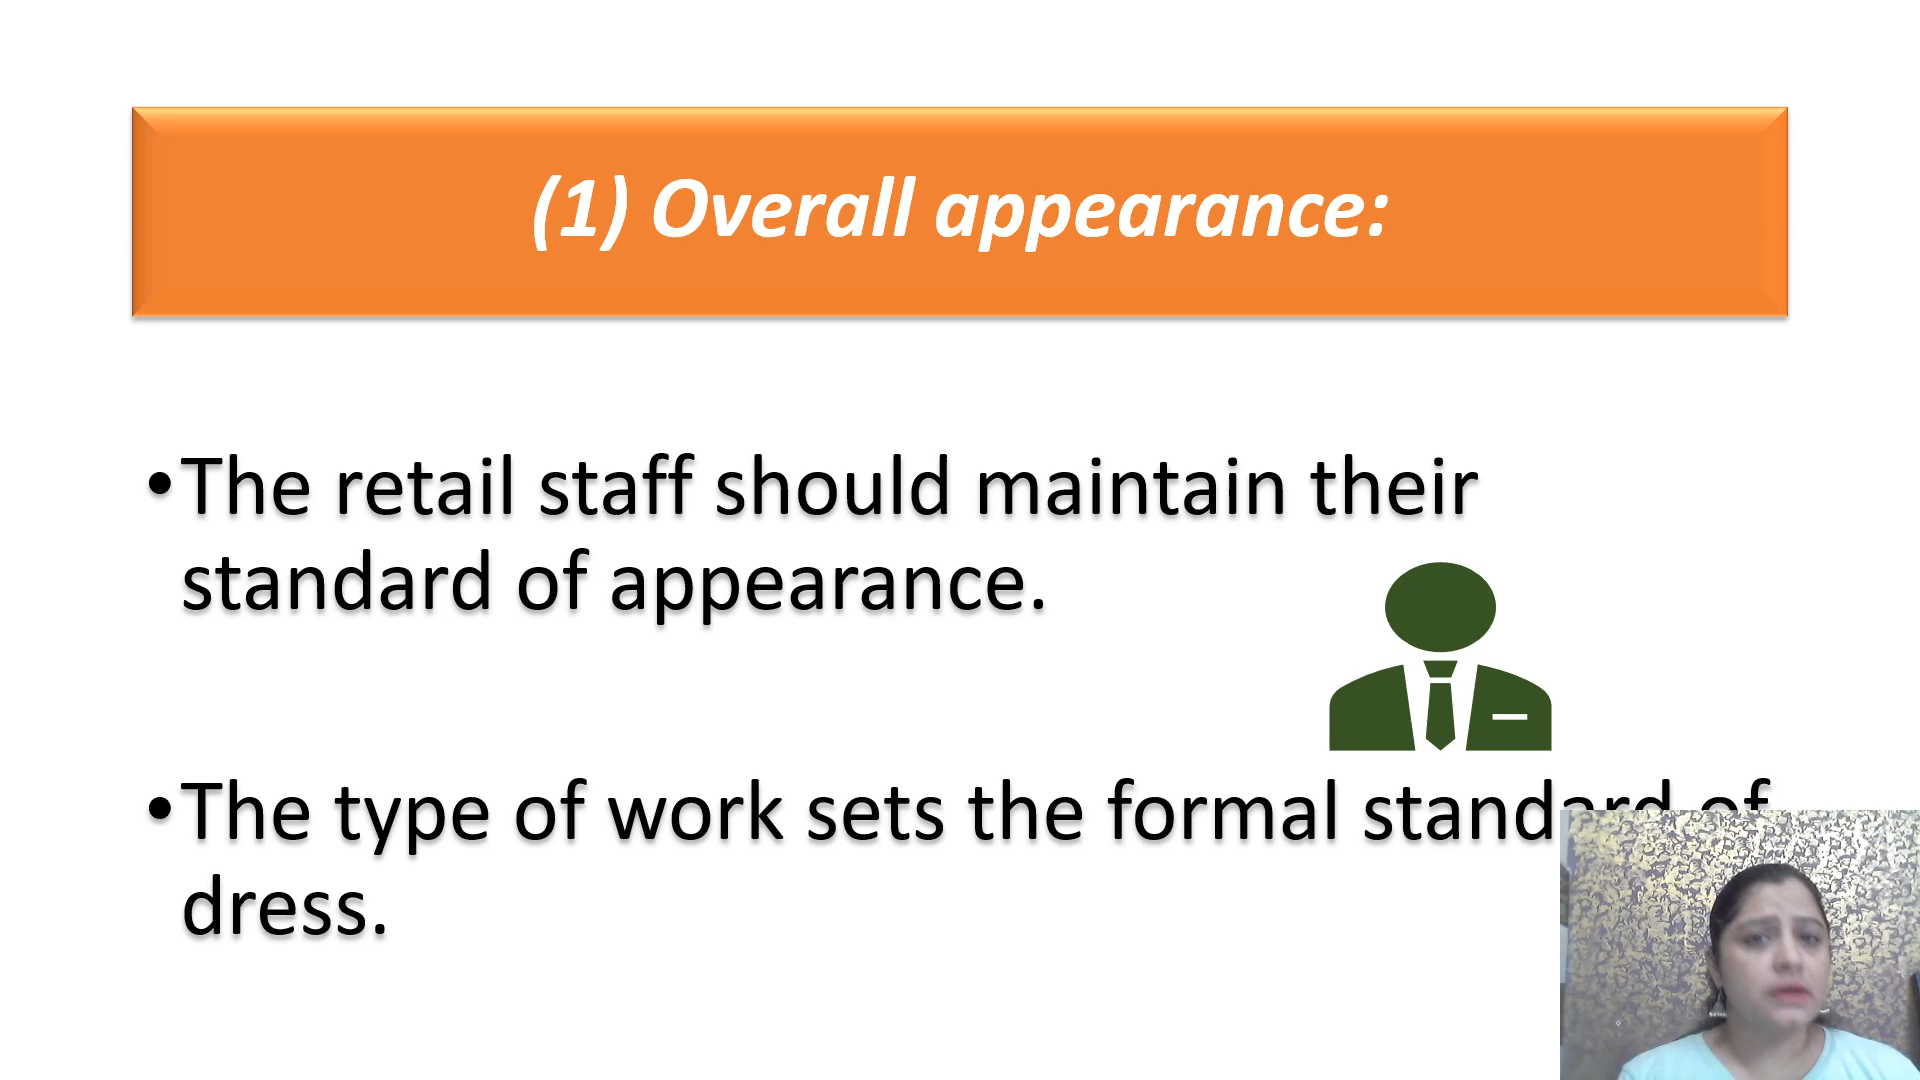 (1) Overall appearance:
•The retail staff should maintain their
standard of appearance.
•The type of work sets the formal standard of
dress.